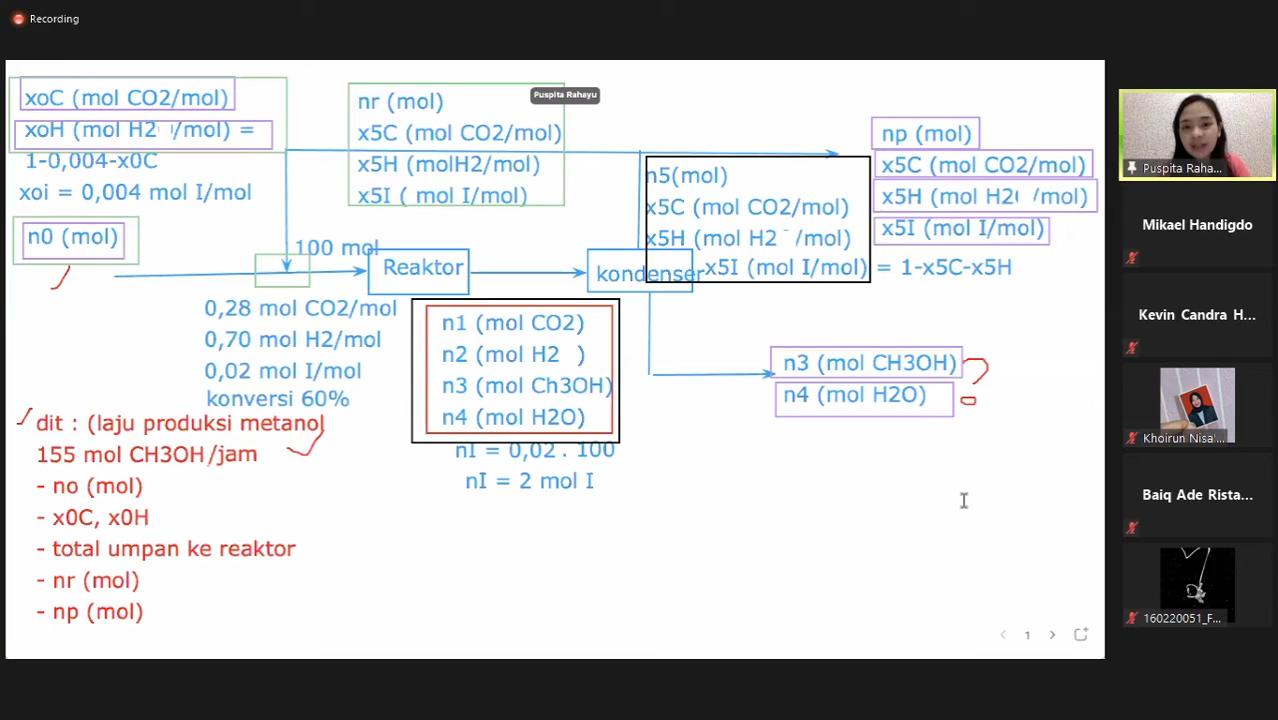 Recording
xoC (mol CO2/mol)
xoH (mol H2 /mol) =
1-0,004-x0C
xoi = 0,004 mol I/mol
n0 (mol)
nr (mol)
Puspita Rahayu
x5C (mol CO2/mol)
x5H (molH2/mol)
x5I ( mol I/mol)
100 mol
Reaktor
kondenser
n5(mol)
x5C (mol CO2/mol)
x5H (mol H2 /mol)
x5I (mol I/mol) = 1-x5C-x5H
np (mol)
x5C (mol CO2/mol)
x5H (mol H2 /mol)
x5I (mol I/mol)
0,28 mol CO2/mol
0,70 mol H2/mol
0,02 mol I/mol
konversi 60%
n1 (mol CO2)
n2 (mol H2 )
n3 (mol Ch3OH)
n4 (mol H2O)
nI = 0,02 . 100
nI = 2 mol I
n3 (mol CH3OH) ?
n4 (mol H2O)
dit : (laju produksi metanol
155 mol CH3OH/jam
- no (mol)
- x0C, x0H
- total umpan ke reaktor
- nr (mol)
- np (mol)
1
Puspita Raha...
Mikael Handigdo
Kevin Candra H...
Khoirun Nisa'...
Baiq Ade Rista...
160220051_F...